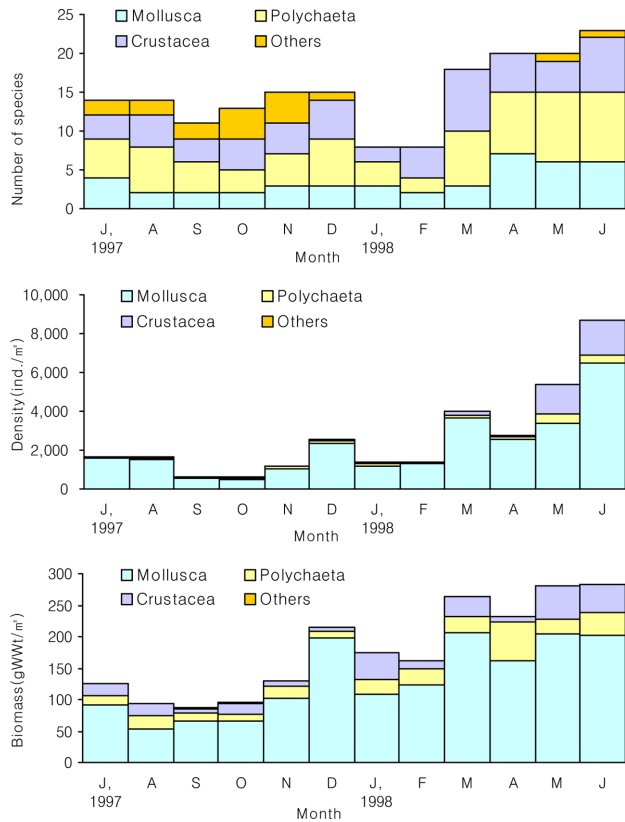 Mollusca Polychaeta
Crustacea Others
Number of species
25
20
15
10
5
0
J, A S O N D J, F M A M J
1997 1998
Month
Mollusca Polychaeta
Crustacea Others
Density(ind./㎡)
10,000
8,000
6,000
4,000
2,000
0
J, A S O N D J, F M A M J
1997 1998
Month
Mollusca Polychaeta
Crustacea Others
Biomass(gWWt/㎡)
300
250
200
150
100
50
0
J, A S O N D J, F M A M J
1997 1998
Month